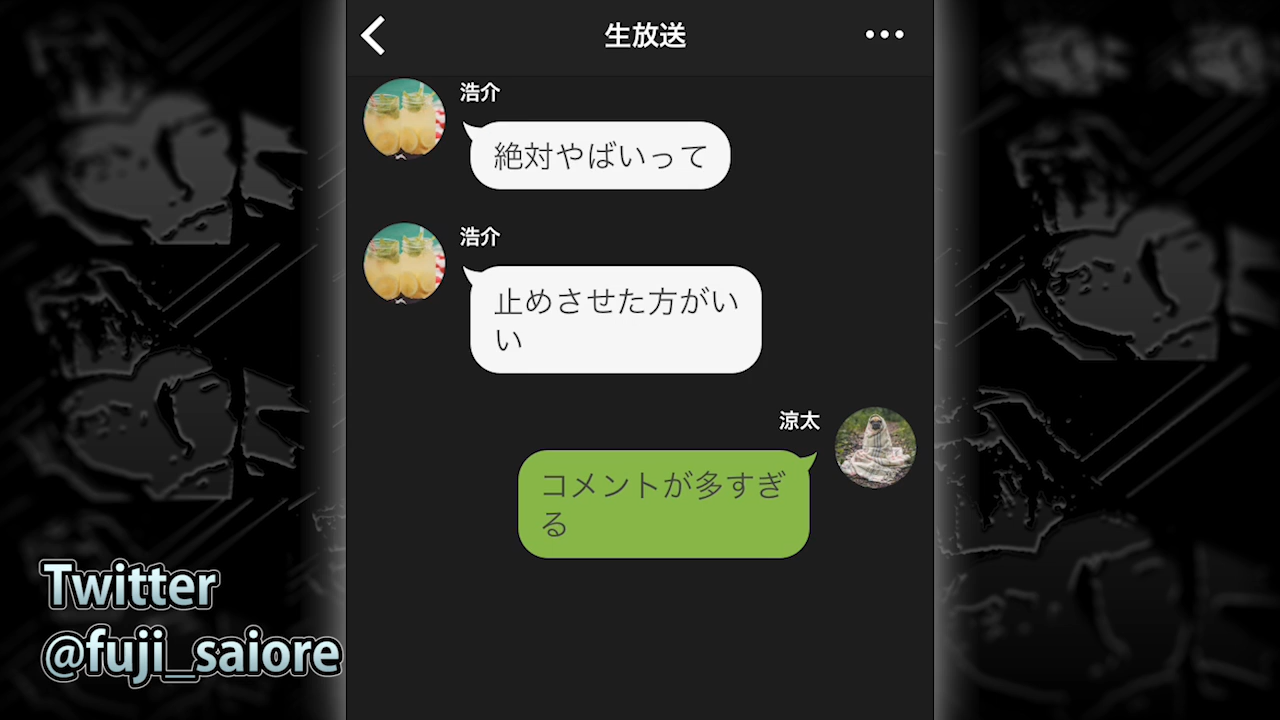 生放送
浩介
絶対やばいって
浩介
止めさせた方がい
い
涼太
コメントが多すぎ
る
Twitter
@fuji_saiore